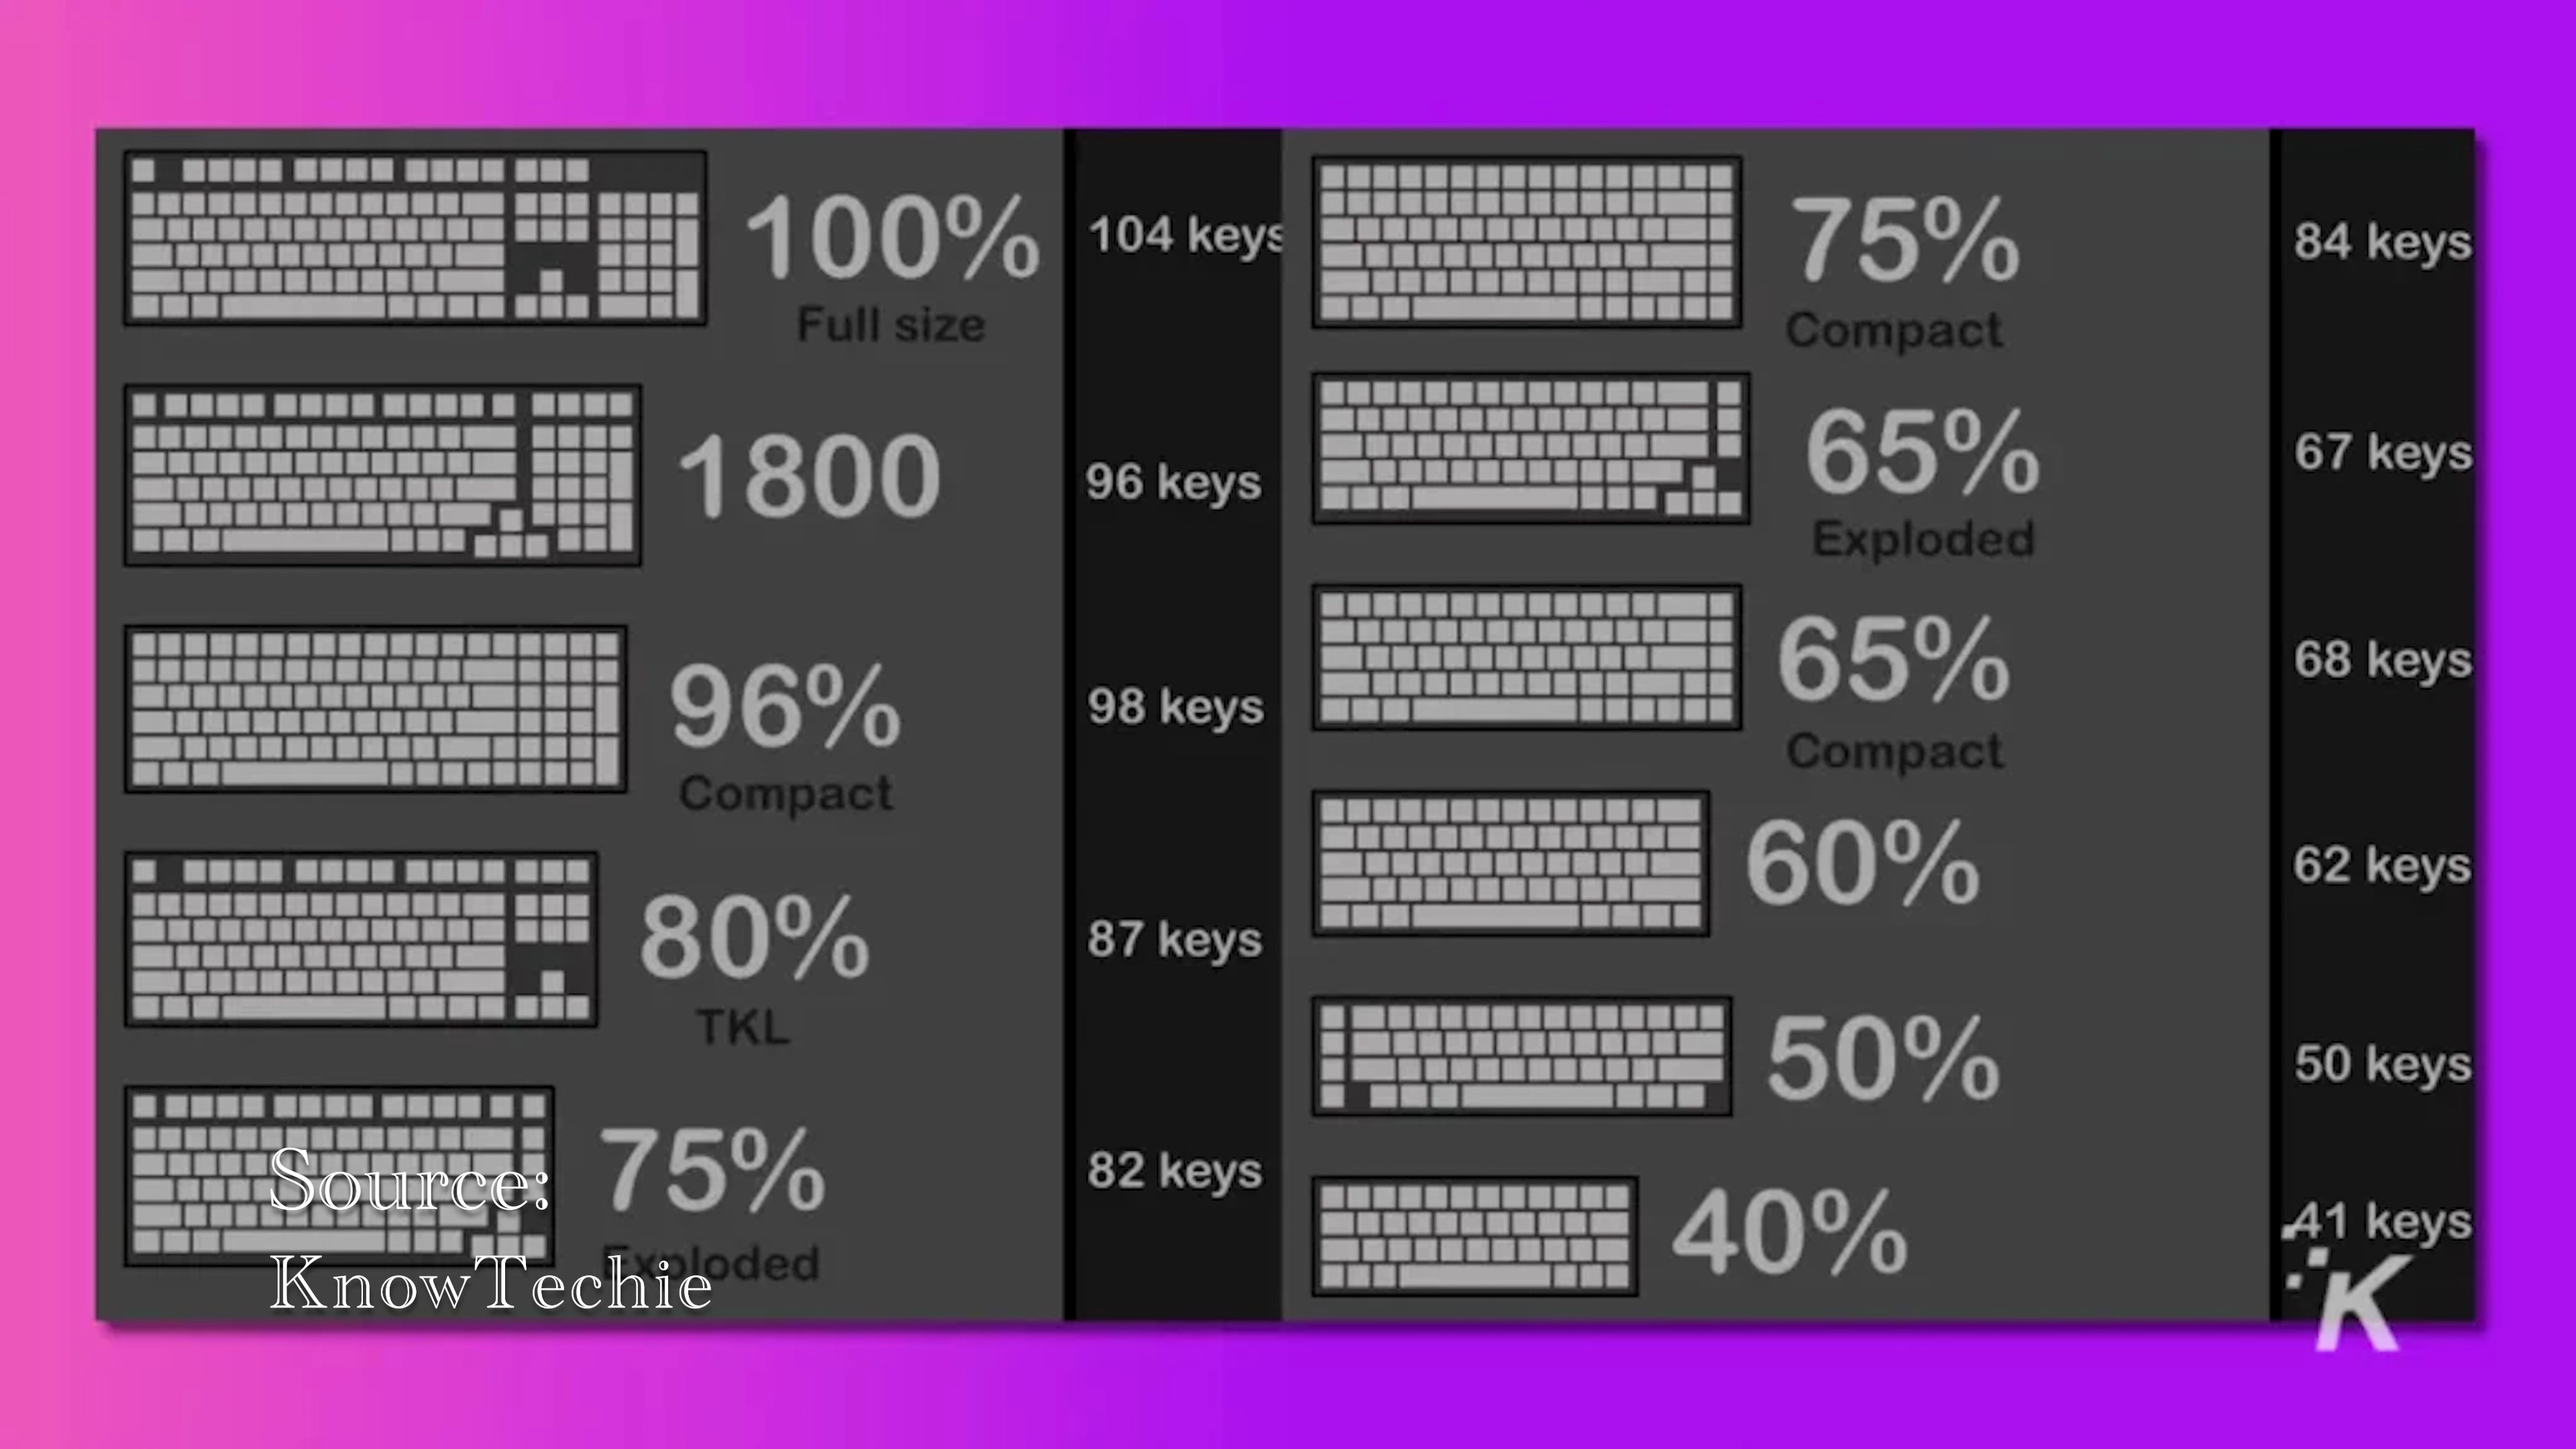 100%
Full size
104 keys
1800
96 keys
96%
Compact
98 keys
80%
TKL
87 keys
75%
Exploded
82 keys
Source:
KnowTechie
75%
Compact
84 keys
65%
Exploded
67 keys
65%
Compact
68 keys
60%
62 keys
50%
50 keys
40%
41 keys
K